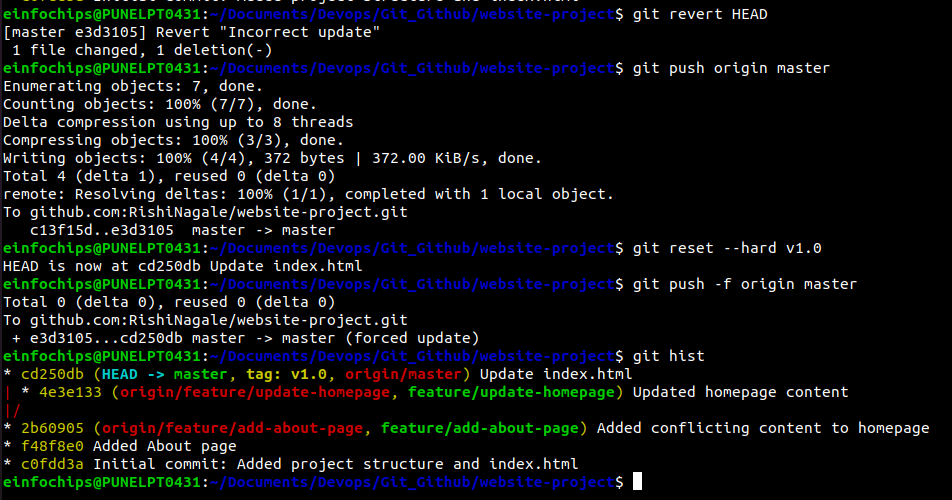 einfochips@PUNELPT0431:~/Documents/Devops/Git_Github/website-project$ git revert HEAD
[master e3d3105] Revert "Incorrect update"
 1 file changed, 1 deletion(-)
einfochips@PUNELPT0431:~/Documents/Devops/Git_Github/website-project$ git push origin master
Enumerating objects: 7, done.
Counting objects: 100% (7/7), done.
Delta compression using up to 8 threads
Compressing objects: 100% (3/3), done.
Writing objects: 100% (4/4), 372 bytes | 372.00 KiB/s, done.
Total 4 (delta 1), reused 0 (delta 0)
remote: Resolving deltas: 100% (1/1), completed with 1 local object.
To github.com:RishiNagale/website-project.git
   c13f15d..e3d3105  master -> master
einfochips@PUNELPT0431:~/Documents/Devops/Git_Github/website-project$ git reset --hard v1.0
HEAD is now at cd250db Update index.html
einfochips@PUNELPT0431:~/Documents/Devops/Git_Github/website-project$ git push -f origin master
Total 0 (delta 0), reused 0 (delta 0)
To github.com:RishiNagale/website-project.git
 + e3d3105...cd250db master -> master (forced update)
einfochips@PUNELPT0431:~/Documents/Devops/Git_Github/website-project$ git hist
* cd250db (HEAD -> master, tag: v1.0, origin/master) Update index.html
| * 4e3e133 (origin/feature/update-homepage, feature/update-homepage) Updated homepage content
|/
* 2b60905 (origin/feature/add-about-page, feature/add-about-page) Added conflicting content to homepage
* f48f8e0 Added About page
* c0fdd3a Initial commit: Added project structure and index.html
einfochips@PUNELPT0431:~/Documents/Devops/Git_Github/website-project$